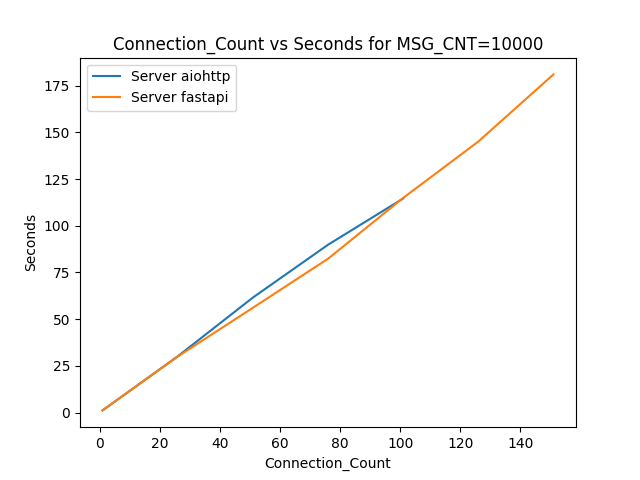 Connection_Count vs Seconds for MSG_CNT=10000
Server aiohttp
Server fastapi
175
150
125
100
75
50
25
0
Seconds
0 20 40 60 80 100 120 140
Connection_Count